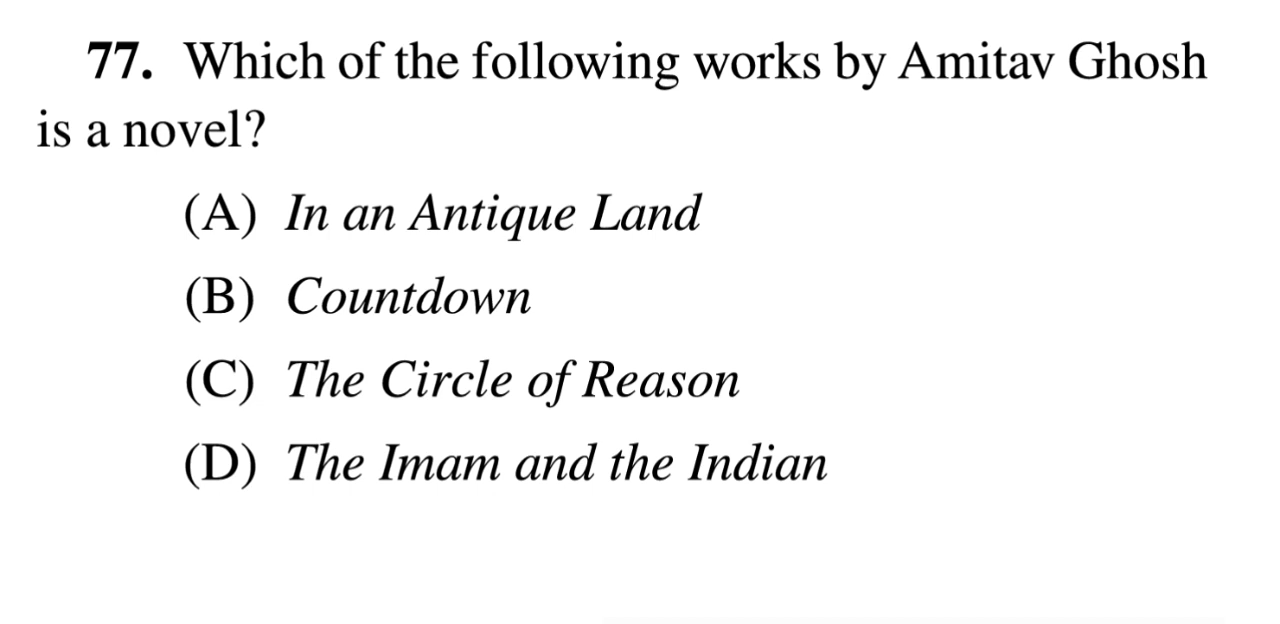 77. Which of the following works by Amitav Ghosh
is a novel?
(A) In an Antique Land
(B) Countdown
(C) The Circle of Reason
(D) The Imam and the Indian